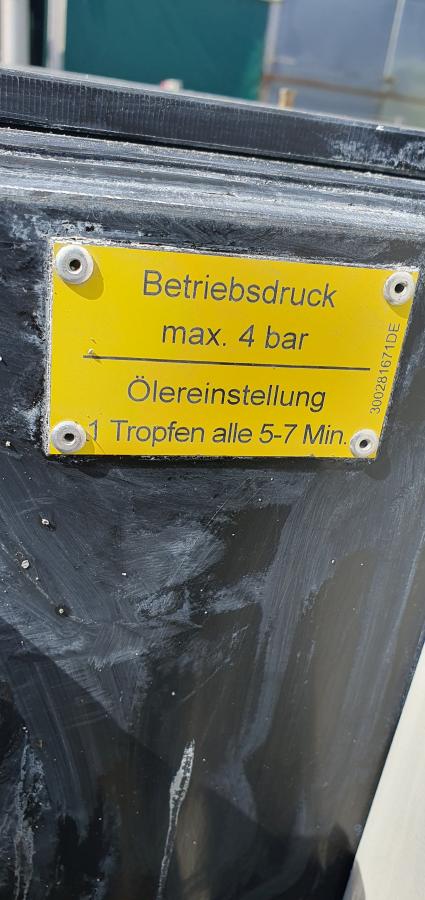 Betriebsdruck
max. 4 bar
Ölereinstellung
1 Tropfen alle 5-7 Min.
300281671DE